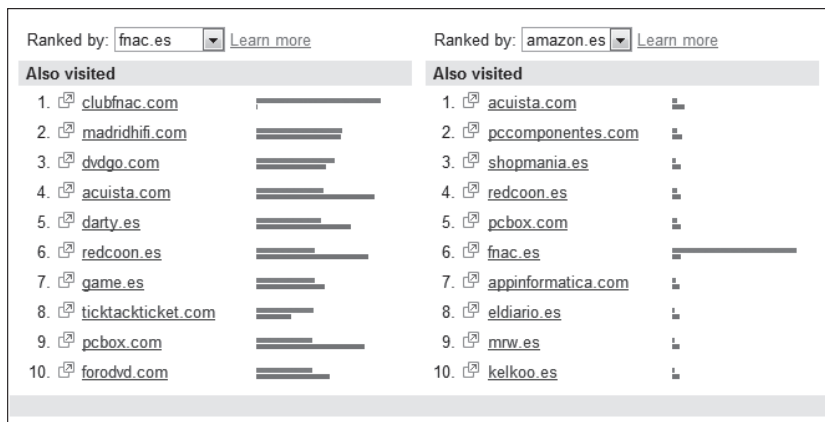 Ranked by: fnac.es Learn more
Also visited
1. clubfnac.com
2. madridhifi.com
3. dvdgo.com
4. acuista.com
5. darty.es
6. redcoon.es
7. game.es
8. ticktackticket.com
9. pcbox.com
10. forodvd.com
Ranked by: amazon.es Learn more
Also visited
1. acuista.com
2. pccomponentes.com
3. shopmania.es
4. redcoon.es
5. pcbox.com
6. fnac.es
7. appinformatica.com
8. eldiario.es
9. mrw.es
10. kelkoo.es